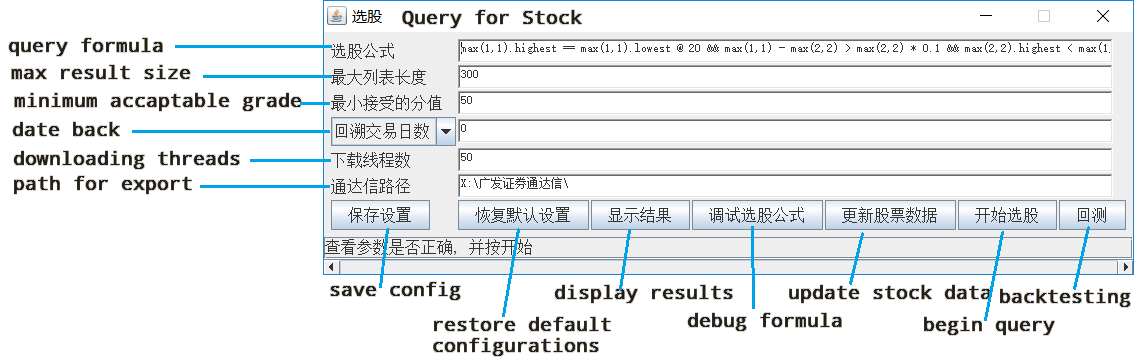 选股 Query for Stock
query formula 选股公式 max(1,1).highest == max(1,1).lowest @ 20 && max(1,1) - max(2,2) > max(2,2) * 0.1 && max(2,2).highest < max(1,
max result size 最大列表长度 300
minimum accaptable grade 最小接受的分值 50
date back 回溯交易日数 0
downloading threads 下载线程数 50
path for export 通达信路径 X:\广发证券通达信\
保存设置 恢复默认设置 显示结果 调试选股公式 更新股票数据 开始选股 回测
查看参数是否正确，并按开始
save config display results update stock data backtesting
restore default debug formula begin query
configurations